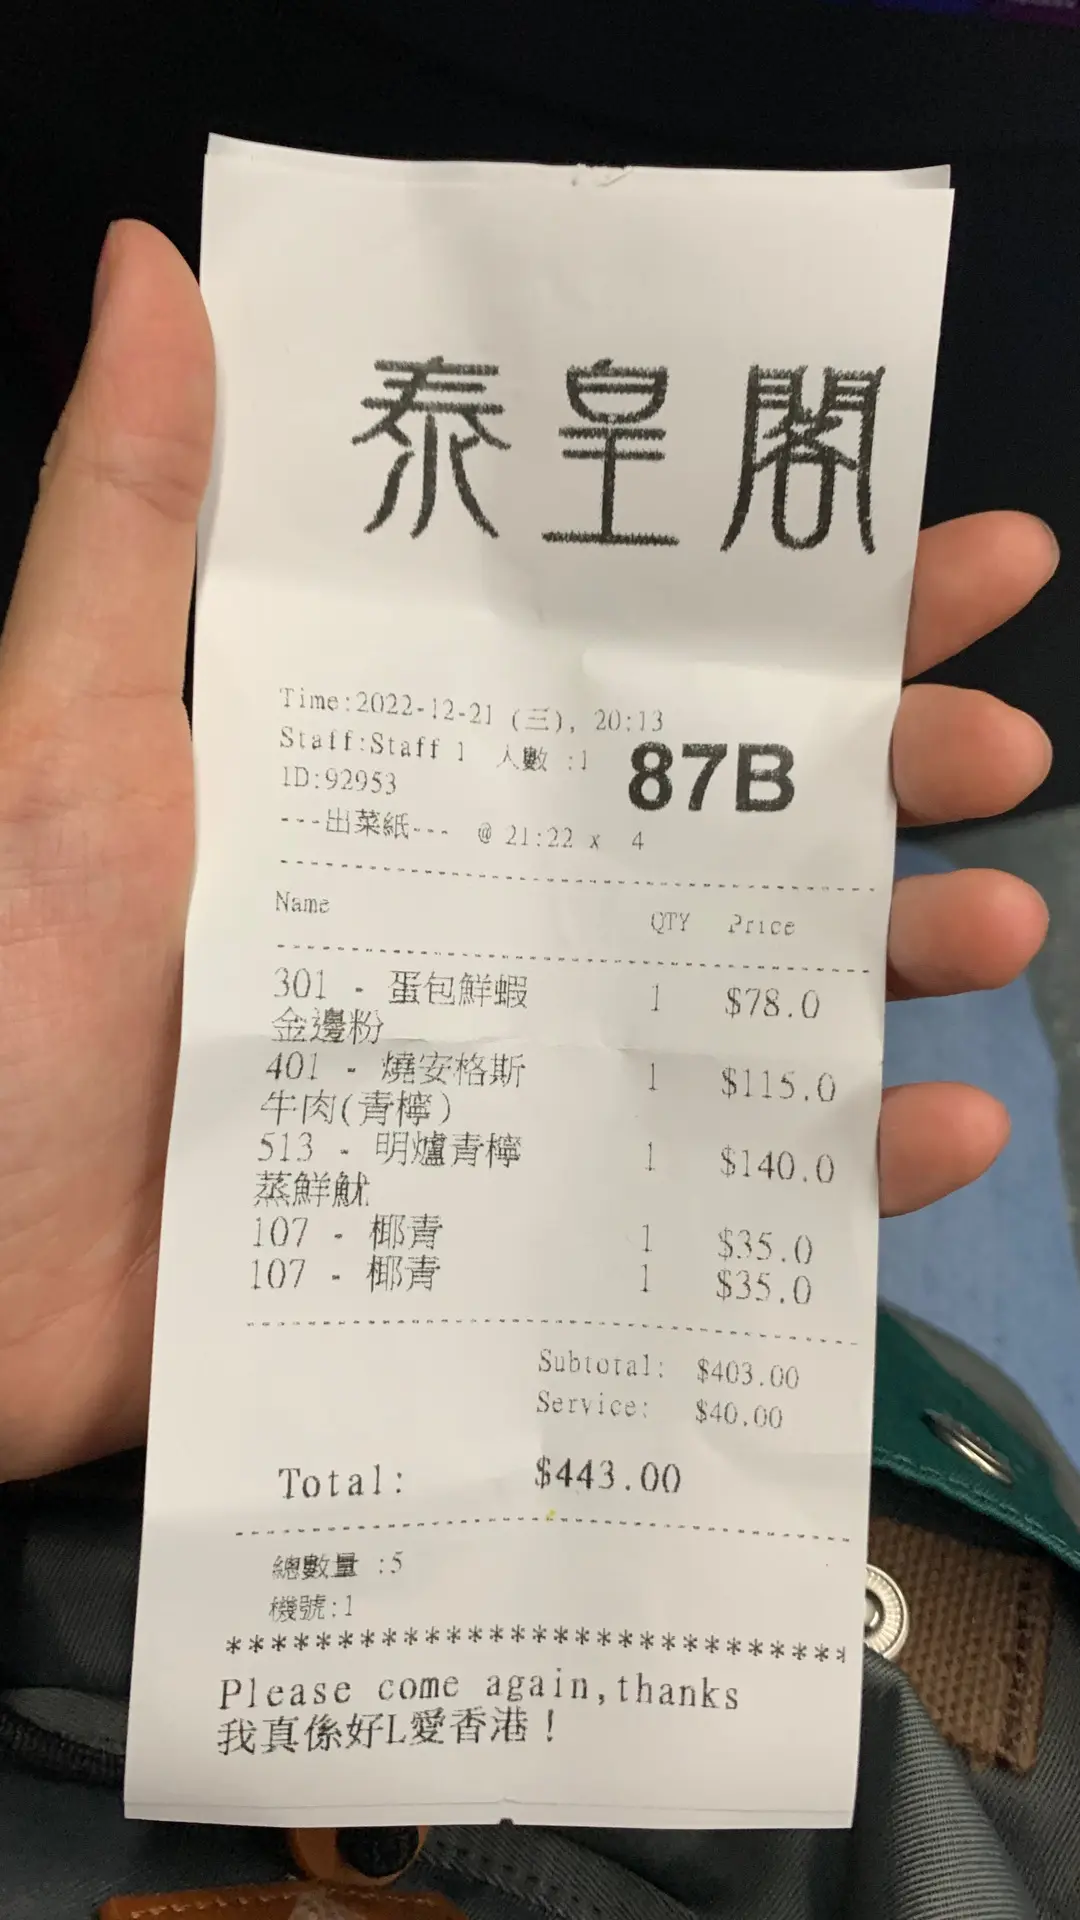 泰皇閣
Time:2022-12-21 (三), 20:13
Staff:Staff 1 人數 :1
87B
ID:92953
---出菜紙--- @ 21:22 x 4
Name QTY Price
301 - 蛋包鮮蝦 1 $78.0
金邊粉
401 - 燒安格斯 1 $115.0
牛肉(青檸)
513 - 明爐青檸 1 $140.0
蒸鮮魷
107 - 椰青 1 $35.0
107 - 椰青 1 $35.0
Subtotal: $403.00
Service: $40.00
Total: $443.00
總數量 :5
機號:1
******************************
Please come again,thanks
我真係好L愛香港！